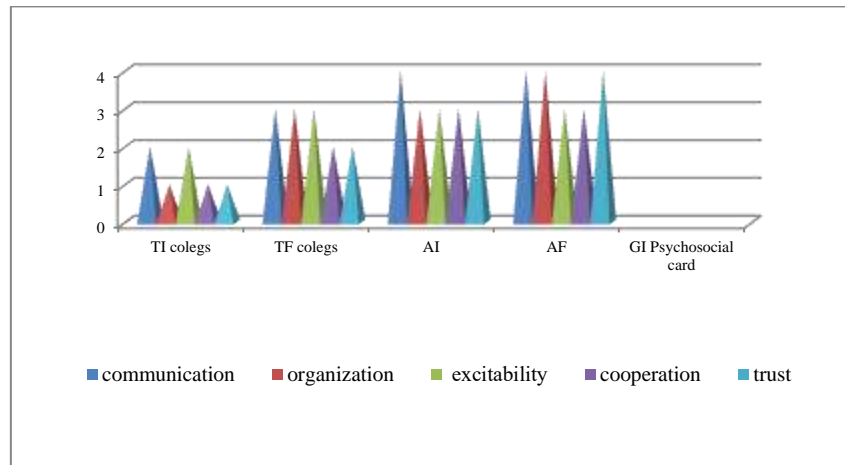 4
3
2
1
0
TI colegs TF colegs AI AF GI Psychosocial
card
communication organization excitability cooperation trust